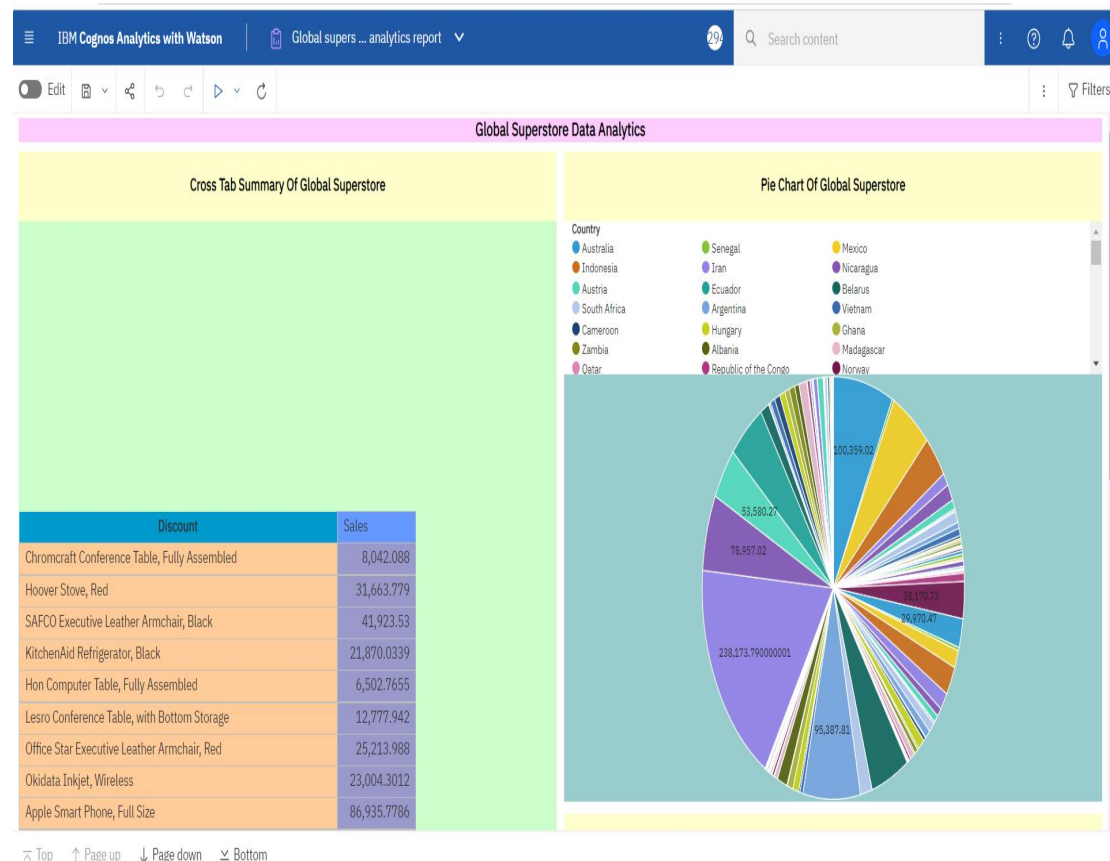 IBM Cognos Analytics with Watson
Global supers ... analytics report
294
Search content
Edit
Filters
Global Superstore Data Analytics
Cross Tab Summary Of Global Superstore
Discount Sales
Chromcraft Conference Table, Fully Assembled 8,042.088
Hoover Stove, Red 31,663.779
SAFCO Executive Leather Armchair, Black 41,923.53
KitchenAid Refrigerator, Black 21,870.0339
Hon Computer Table, Fully Assembled 6,502.7655
Lesro Conference Table, with Bottom Storage 12,777.942
Office Star Executive Leather Armchair, Red 25,213.988
Okidata Inkjet, Wireless 23,004.3012
Apple Smart Phone, Full Size 86,935.7786
Pie Chart Of Global Superstore
Country
Australia Senegal Mexico
Indonesia Iran Nicaragua
Austria Ecuador Belarus
South Africa Argentina Vietnam
Cameroon Hungary Ghana
Zambia Albania Madagascar
Qatar Republic of the Congo Norway
100,359.02
53,580.27
78,957.02
38,170.73
29,970.47
238,173.790000001
95,387.81
Top Page up Page down Bottom